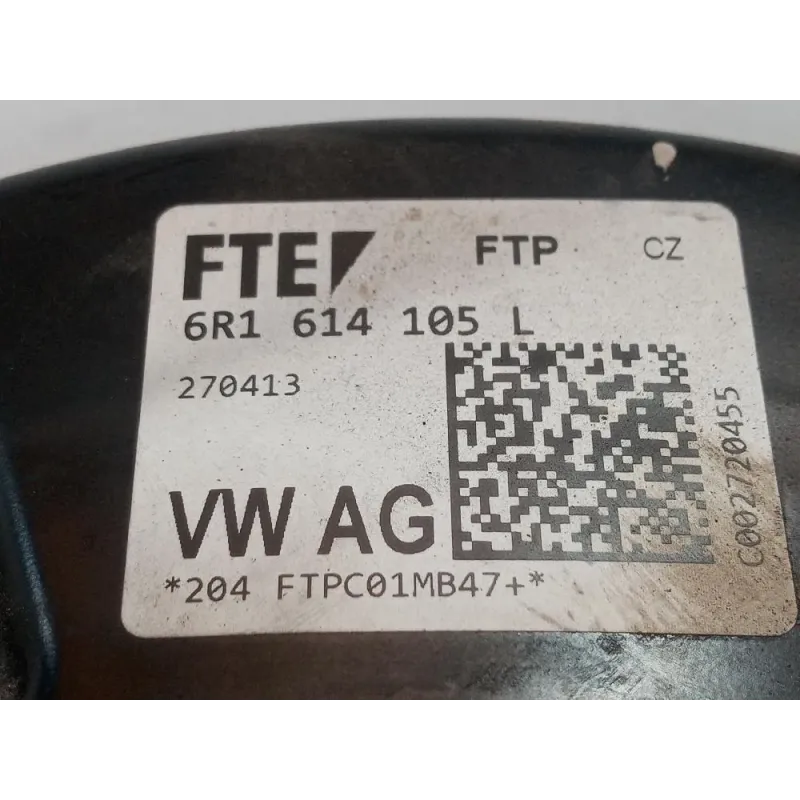 FTE FTP CZ
6R1 614 105 L
270413
C002720455
VW AG
*204 FTPC01MB47+*